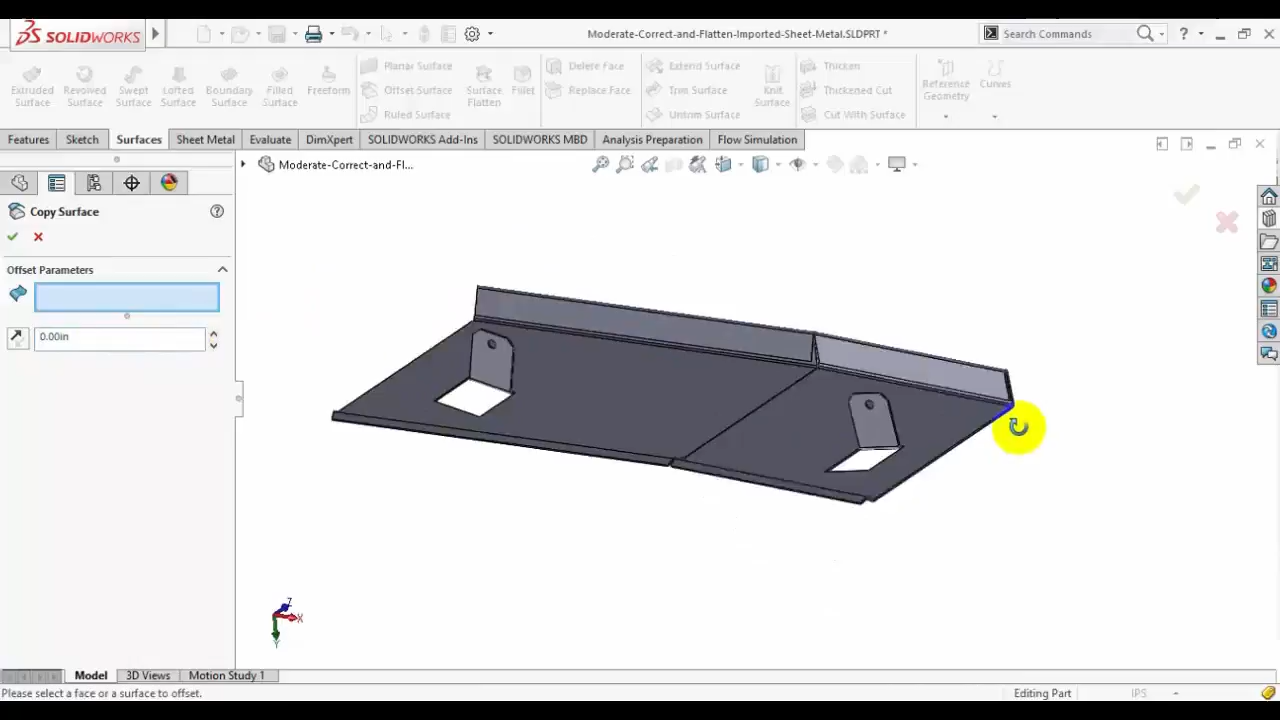 SOLIDWORKS
Moderate-Correct-and-Flatten-Imported-Sheet-Metal.SLDPRT *
Search Commands
?
Extruded Surface
Revolved Surface
Swept Surface
Lofted Surface
Boundary Surface
Filled Surface
Freeform
Planar Surface
Offset Surface
Ruled Surface
Surface Flatten
Fillet
Delete Face
Replace Face
Extend Surface
Trim Surface
Untrim Surface
Knit Surface
Thicken
Thickened Cut
Cut With Surface
Reference Geometry
Curves
Features
Sketch
Surfaces
Sheet Metal
Evaluate
DimXpert
SOLIDWORKS Add-Ins
SOLIDWORKS MBD
Analysis Preparation
Flow Simulation
Moderate-Correct-and-Fl...
Copy Surface
?
Offset Parameters
0.00in
Z
X
Y
Model
3D Views
Motion Study 1
Please select a face or a surface to offset.
Editing Part
IPS